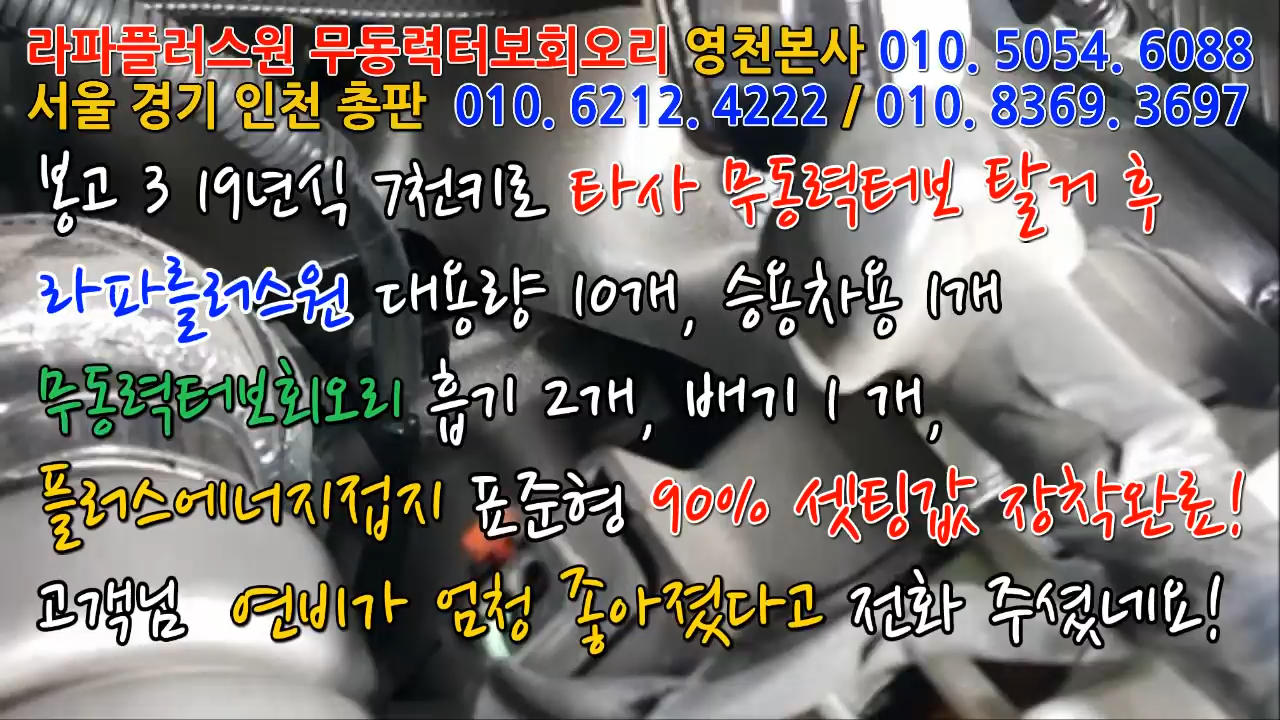 라파플러스원 무동력터보회오리 영천본사 010. 5054. 6088
서울 경기 인천 총판 010. 6212. 4222 / 010. 8369. 3697
봉고 3 19년식 7천키로 타사 무동력터보 탈거 후
라파플러스원 대용량 10개, 승용차용 1개
무동력터보회오리 흡기 2개, 배기 1 개,
플러스에너지접지 표준형 90% 셋팅값 장착완료!
고객님 연비가 엄청 좋아졌다고 전화 주셨네요!